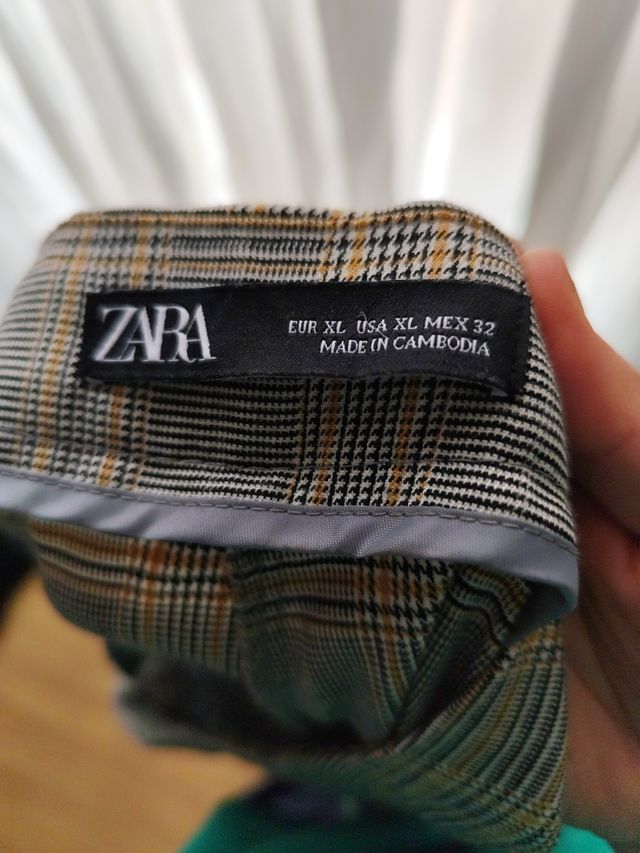 ZARA
EUR XL USA XL MEX 32
MADE IN CAMBODIA